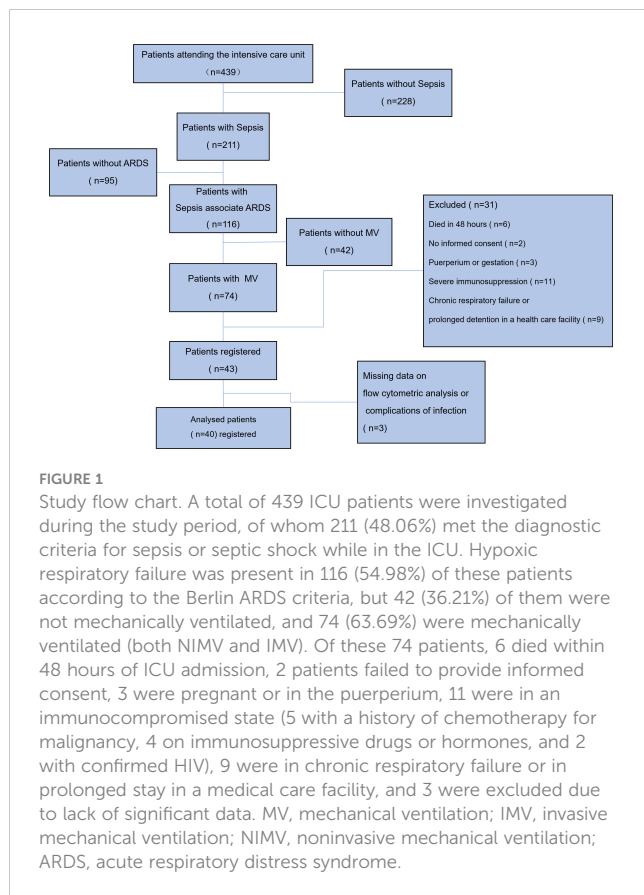 Patients attending the intensive care unit
（n=439）
Patients without Sepsis
( n=228)
Patients with Sepsis
( n=211)
Patients without ARDS
( n=95)
Patients with
Sepsis associate ARDS
( n=116)
Patients without MV
( n=42)
Patients with MV
( n=74)
Excluded ( n=31)
Died in 48 hours ( n=6)
No informed consent ( n=2)
Puerperium or gestation ( n=3)
Severe immunosuppression ( n=11)
Chronic respiratory failure or
prolonged detention in a health care facility ( n=9)
Patients registered
( n=43)
Missing data on
flow cytometric analysis or
complications of infection
( n=3)
Analysed patients
( n=40) registered
FIGURE 1
Study flow chart. A total of 439 ICU patients were investigated
during the study period, of whom 211 (48.06%) met the diagnostic
criteria for sepsis or septic shock while in the ICU. Hypoxic
respiratory failure was present in 116 (54.98%) of these patients
according to the Berlin ARDS criteria, but 42 (36.21%) of them were
not mechanically ventilated, and 74 (63.69%) were mechanically
ventilated (both NIMV and IMV). Of these 74 patients, 6 died within
48 hours of ICU admission, 2 patients failed to provide informed
consent, 3 were pregnant or in the puerperium, 11 were in an
immunocompromised state (5 with a history of chemotherapy for
malignancy, 4 on immunosuppressive drugs or hormones, and 2
with confirmed HIV), 9 were in chronic respiratory failure or in
prolonged stay in a medical care facility, and 3 were excluded due
to lack of significant data. MV, mechanical ventilation; IMV, invasive
mechanical ventilation; NIMV, noninvasive mechanical ventilation;
ARDS, acute respiratory distress syndrome.